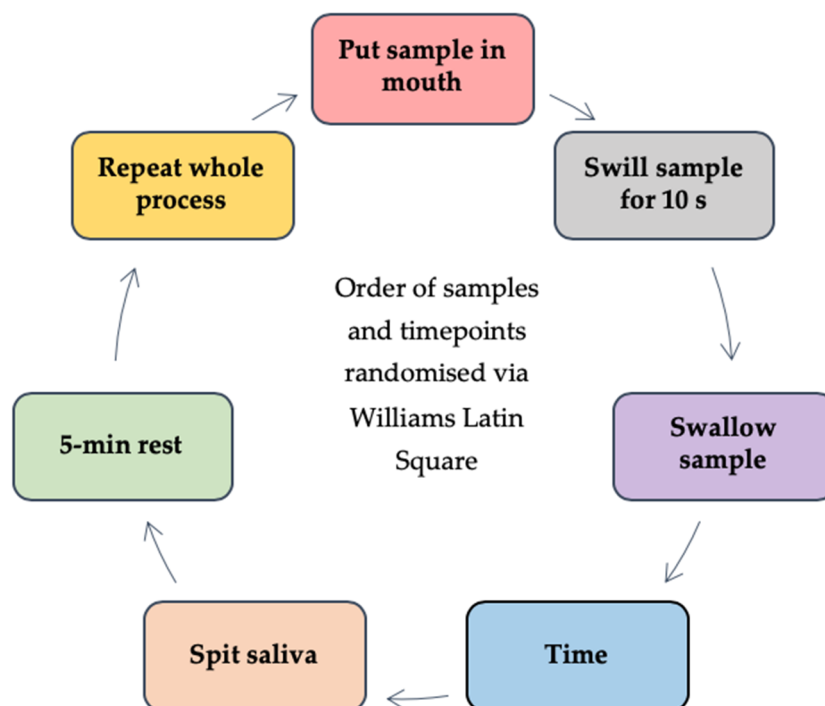 Put sample in
mouth
Swill sample
for 10 s
Swallow
sample
Time
Spit saliva
5-min rest
Repeat whole
process
Order of samples
and timepoints
randomised via
Williams Latin
Square